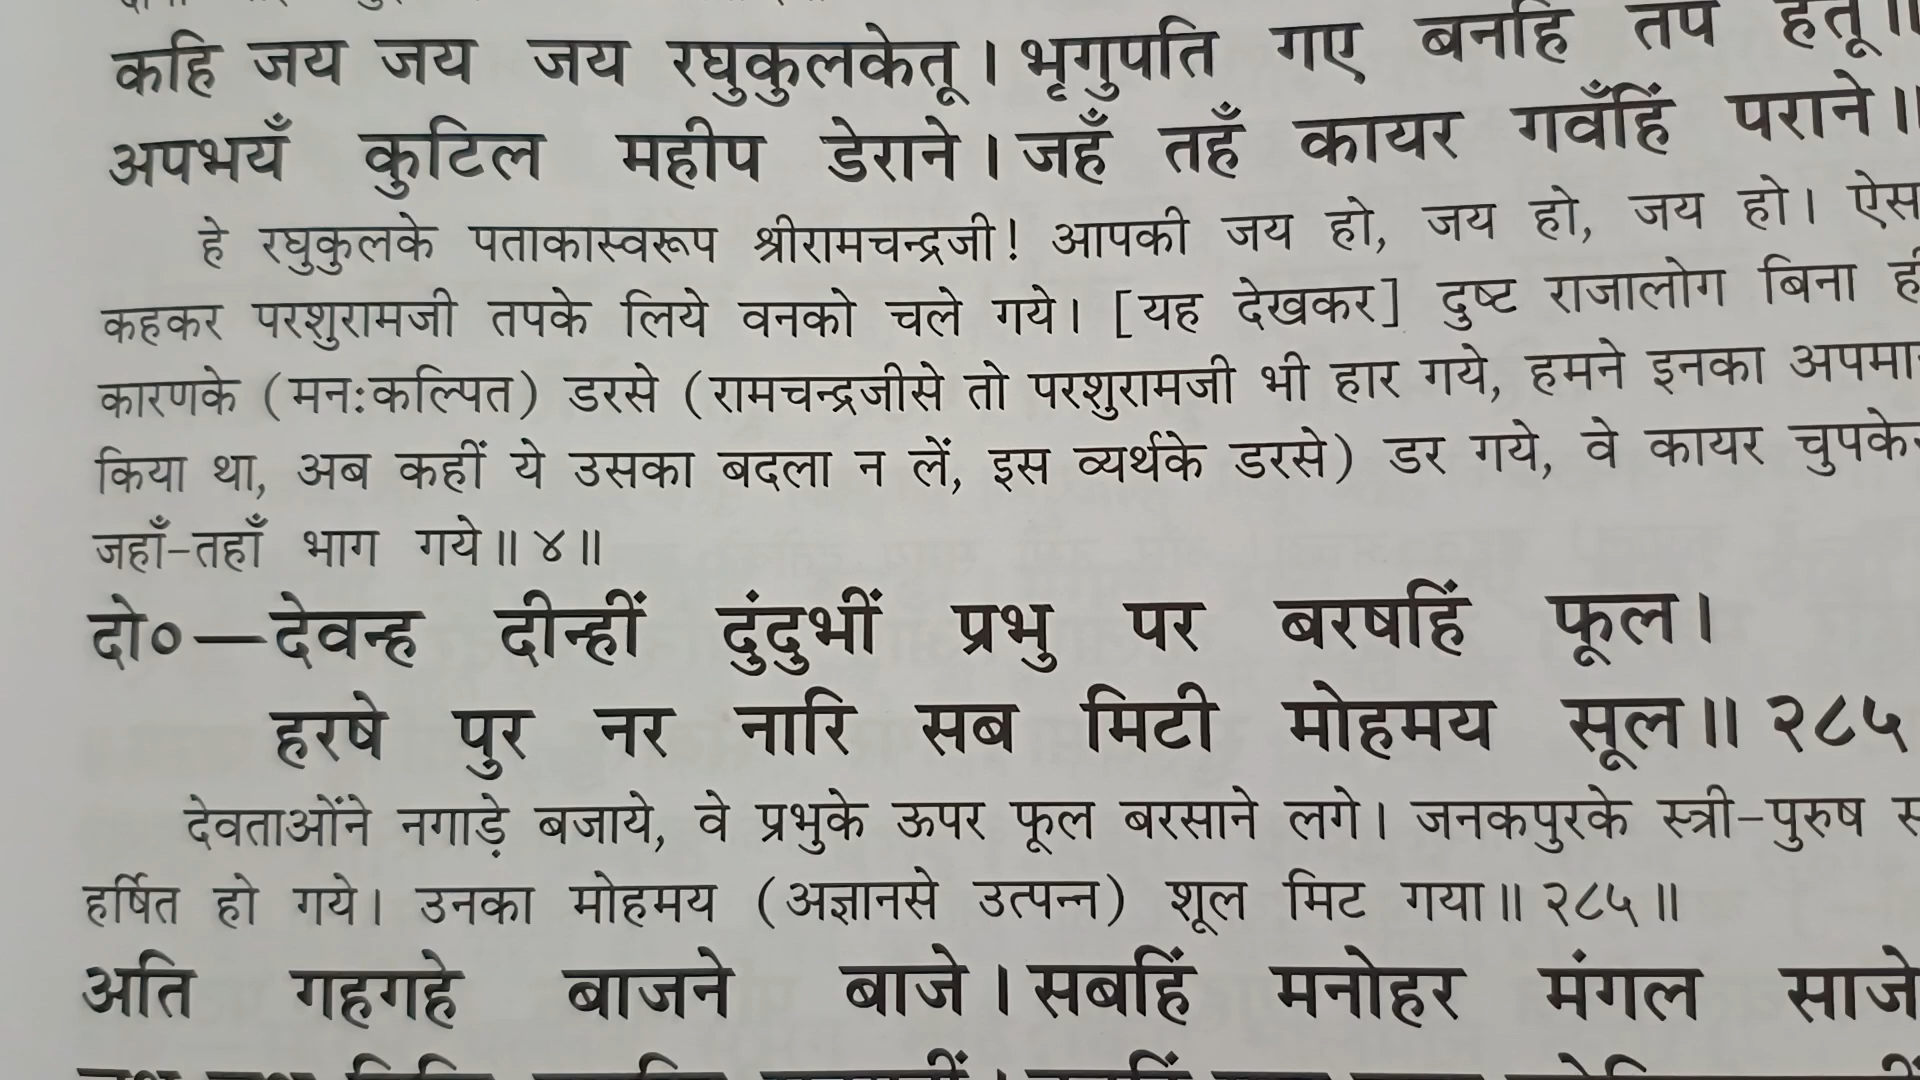 कहि जय जय जय रघुकुलकेतू। भृगुपति गए बनहि तप हेतू॥
अपभयँ कुटिल महीप डेराने। जहँ तहँ कायर गवँहिं पराने॥
हे रघुकुलके पताकास्वरूप श्रीरामचन्द्रजी! आपकी जय हो, जय हो, जय हो। ऐस
कहकर परशुरामजी तपके लिये वनको चले गये। [यह देखकर] दुष्ट राजालोग बिना ही
कारणके (मनःकल्पित) डरसे (रामचन्द्रजीसे तो परशुरामजी भी हार गये, हमने इनका अपमा
किया था, अब कहीं ये उसका बदला न लें, इस व्यर्थके डरसे) डर गये, वे कायर चुपके
जहाँ-तहाँ भाग गये॥ ४॥
दो०—देवन्ह दीन्हीं दुंदुभीं प्रभु पर बरषहिं फूल।
हरषे पुर नर नारि सब मिटी मोहमय सूल॥ २८५
देवताओंने नगाड़े बजाये, वे प्रभुके ऊपर फूल बरसाने लगे। जनकपुरके स्त्री-पुरुष स
हर्षित हो गये। उनका मोहमय (अज्ञानसे उत्पन्न) शूल मिट गया॥ २८५॥
अति गहगहे बाजने बाजे। सबहिं मनोहर मंगल साजे